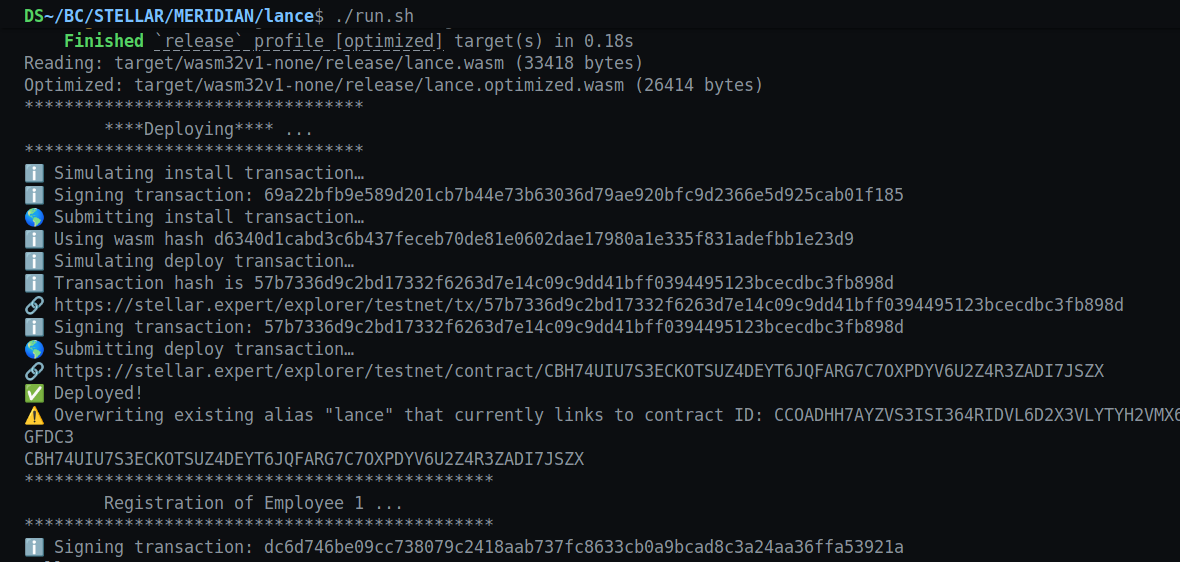 DS~/BC/STELLAR/MERIDIAN/lance$ ./run.sh
Finished `release` profile [optimized] target(s) in 0.18s
Reading: target/wasm32v1-none/release/lance.wasm (33418 bytes)
Optimized: target/wasm32v1-none/release/lance.optimized.wasm (26414 bytes)
**********************************
****Deploying**** ...
**********************************
ℹ️ Simulating install transaction…
ℹ️ Signing transaction: 69a22bfb9e589d201cb7b44e73b63036d79ae920bfc9d2366e5d925cab01f185
🌎 Submitting install transaction…
ℹ️ Using wasm hash d6340d1cabd3c6b437feceb70de81e0602dae17980a1e335f831adefbb1e23d9
ℹ️ Simulating deploy transaction…
ℹ️ Transaction hash is 57b7336d9c2bd17332f6263d7e14c09c9dd41bff0394495123bcecdbc3fb898d
🔗 https://stellar.expert/explorer/testnet/tx/57b7336d9c2bd17332f6263d7e14c09c9dd41bff0394495123bcecdbc3fb898d
ℹ️ Signing transaction: 57b7336d9c2bd17332f6263d7e14c09c9dd41bff0394495123bcecdbc3fb898d
🌎 Submitting deploy transaction…
🔗 https://stellar.expert/explorer/testnet/contract/CBH74UIU7S3ECKOTSUZ4DEYT6JQFARG7C7OXPDYV6U2Z4R3ZADI7JSZX
✅ Deployed!
⚠️ Overwriting existing alias "lance" that currently links to contract ID: CCOADHH7AYZVS3ISI364RIDVL6D2X3VLYTYH2VMX6
GFDC3
CBH74UIU7S3ECKOTSUZ4DEYT6JQFARG7C7OXPDYV6U2Z4R3ZADI7JSZX
***********************************************
Registration of Employee 1 ...
***********************************************
ℹ️ Signing transaction: dc6d746be09cc738079c2418aab737fc8633cb0a9bcad8c3a24aa36ffa53921a